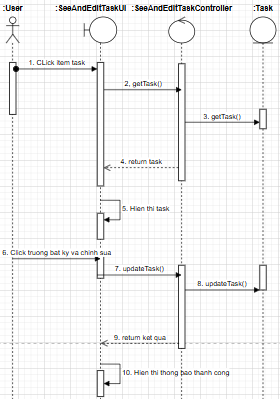 :User
:SeeAndEditTaskUI
:SeeAndEditTaskController
:Task
1. CLick item task
2, getTask()
3. getTask()
4. return task
5. Hien thi task
6. Click truong bat ky va chinh sua
7. updateTask()
8. updateTask()
9. return ket qua
10. Hien thi thong bao thanh cong